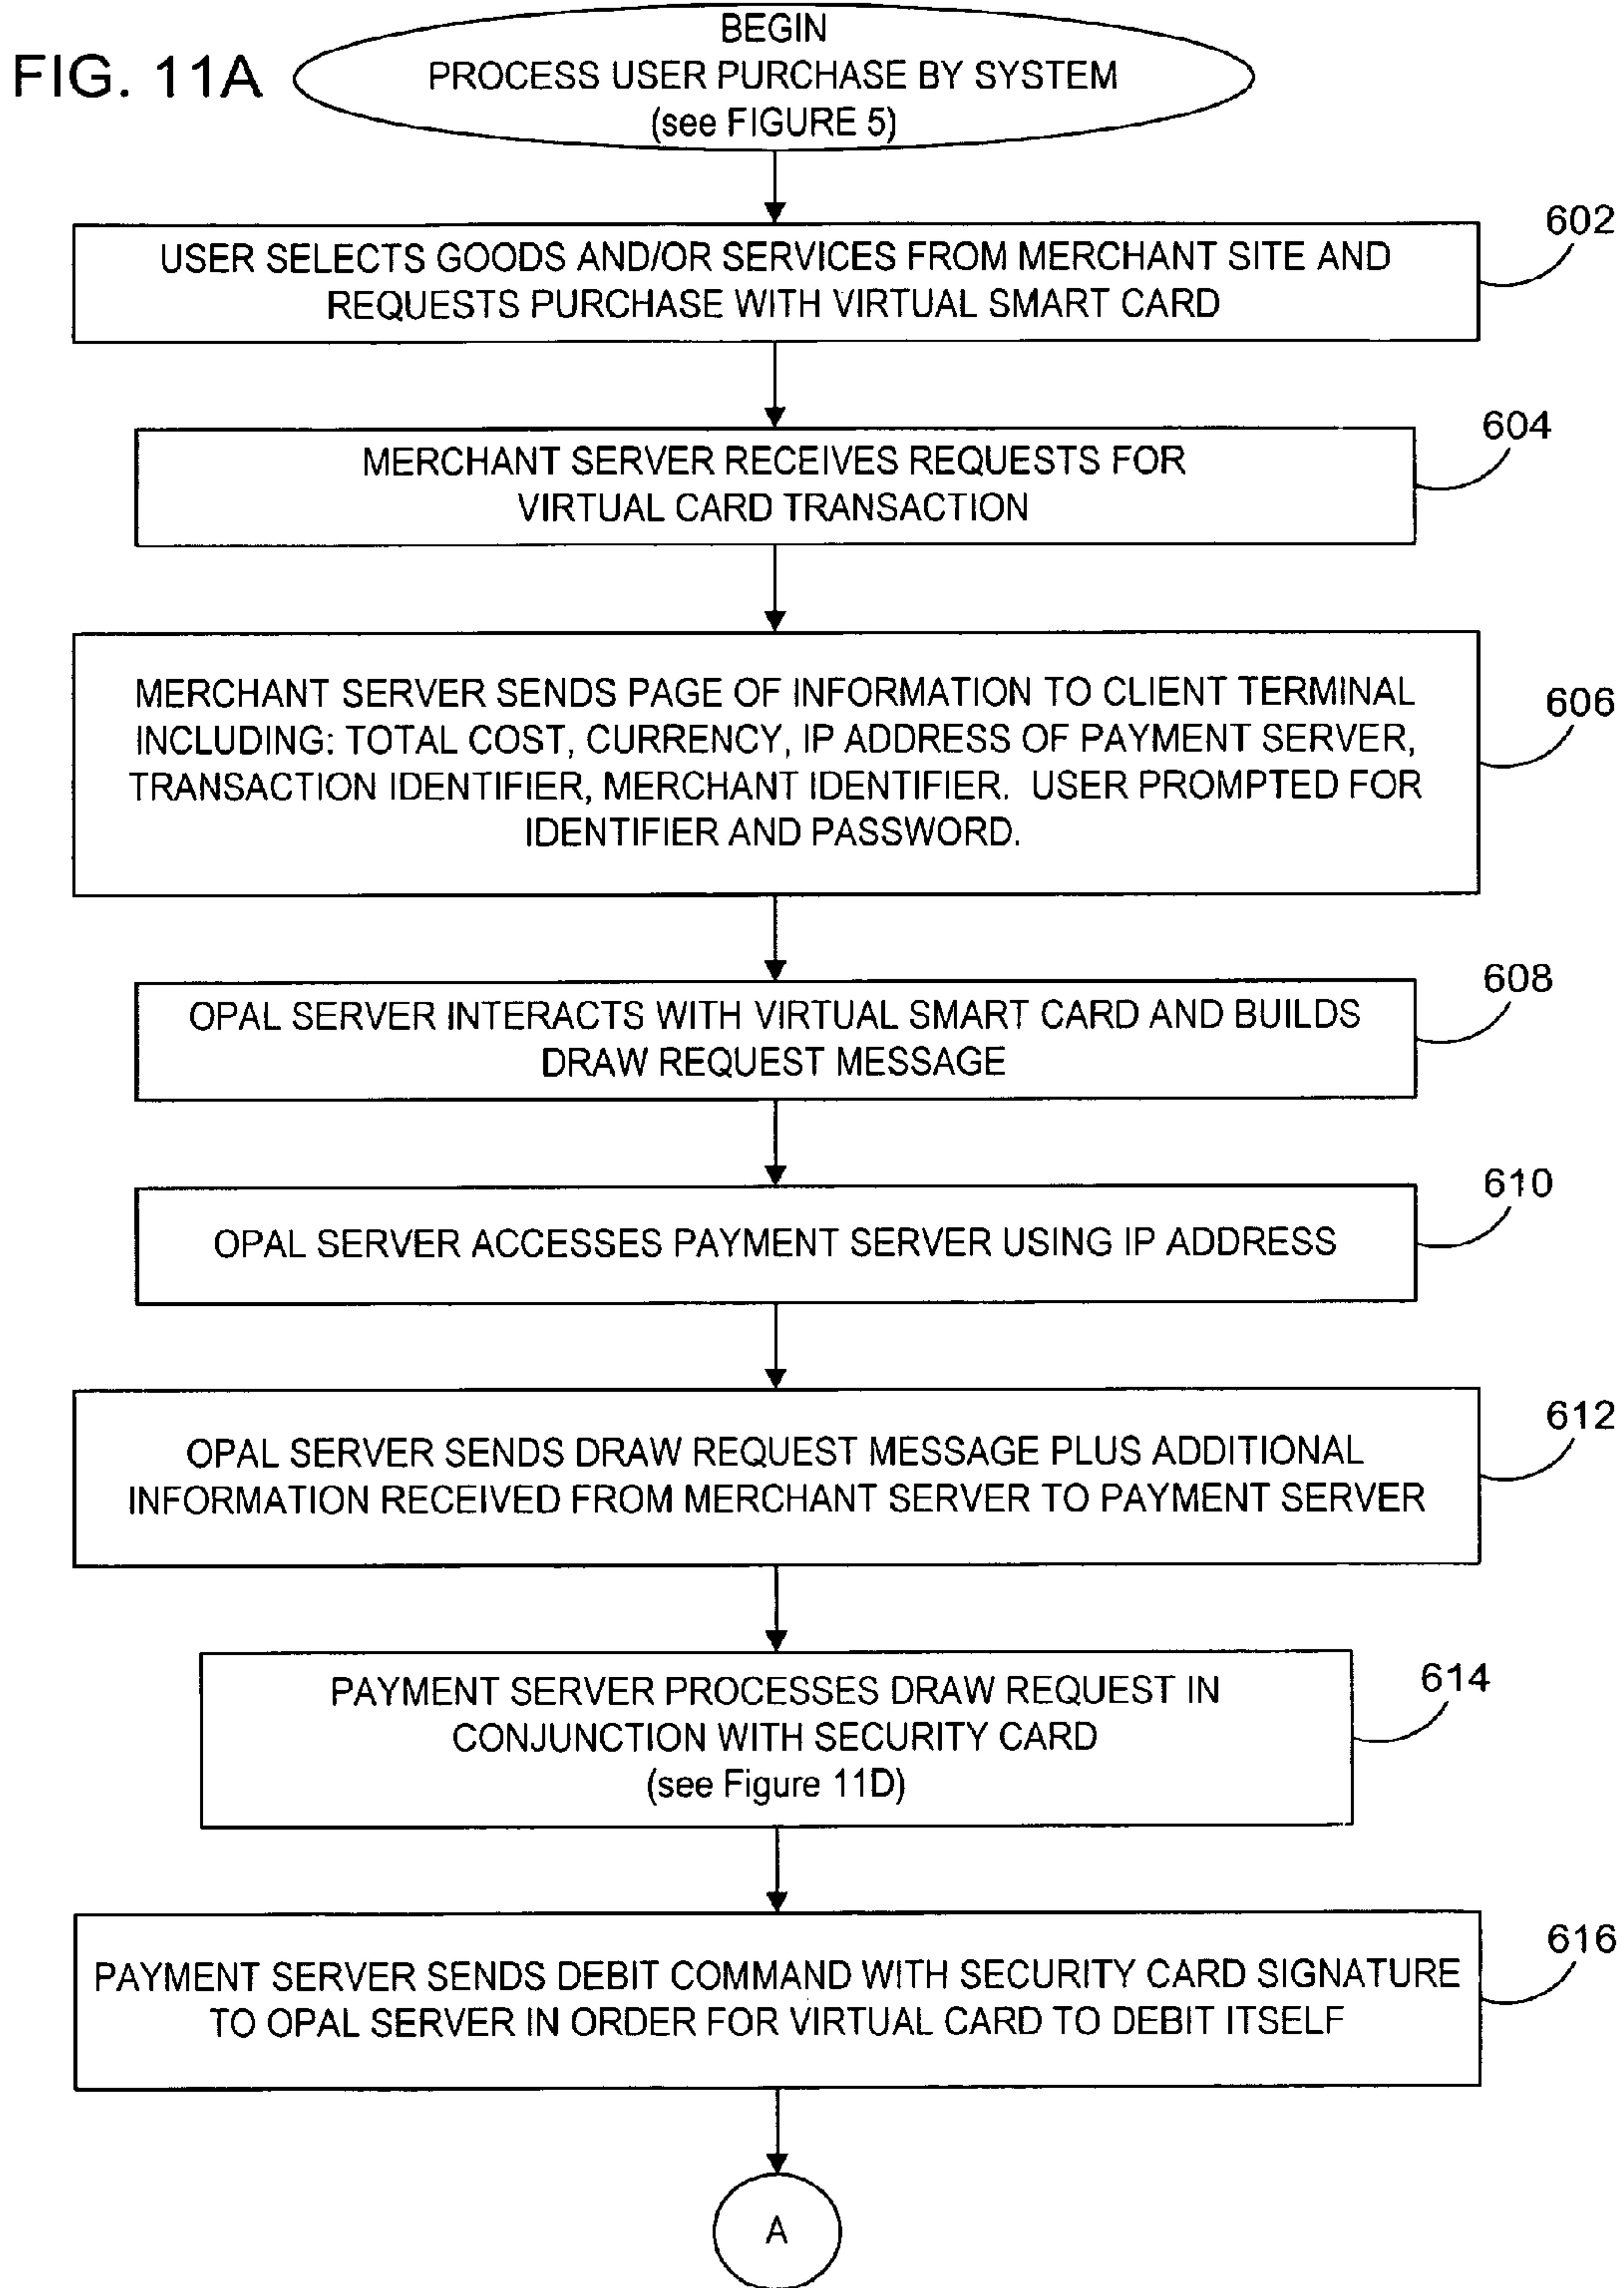 FIG. 11A
BEGIN
PROCESS USER PURCHASE BY SYSTEM
(see FIGURE 5)
602
USER SELECTS GOODS AND/OR SERVICES FROM MERCHANT SITE AND
REQUESTS PURCHASE WITH VIRTUAL SMART CARD
604
MERCHANT SERVER RECEIVES REQUESTS FOR
VIRTUAL CARD TRANSACTION
606
MERCHANT SERVER SENDS PAGE OF INFORMATION TO CLIENT TERMINAL
INCLUDING: TOTAL COST, CURRENCY, IP ADDRESS OF PAYMENT SERVER,
TRANSACTION IDENTIFIER, MERCHANT IDENTIFIER. USER PROMPTED FOR
IDENTIFIER AND PASSWORD.
608
OPAL SERVER INTERACTS WITH VIRTUAL SMART CARD AND BUILDS
DRAW REQUEST MESSAGE
610
OPAL SERVER ACCESSES PAYMENT SERVER USING IP ADDRESS
612
OPAL SERVER SENDS DRAW REQUEST MESSAGE PLUS ADDITIONAL
INFORMATION RECEIVED FROM MERCHANT SERVER TO PAYMENT SERVER
614
PAYMENT SERVER PROCESSES DRAW REQUEST IN
CONJUNCTION WITH SECURITY CARD
(see Figure 11D)
616
PAYMENT SERVER SENDS DEBIT COMMAND WITH SECURITY CARD SIGNATURE
TO OPAL SERVER IN ORDER FOR VIRTUAL CARD TO DEBIT ITSELF
A